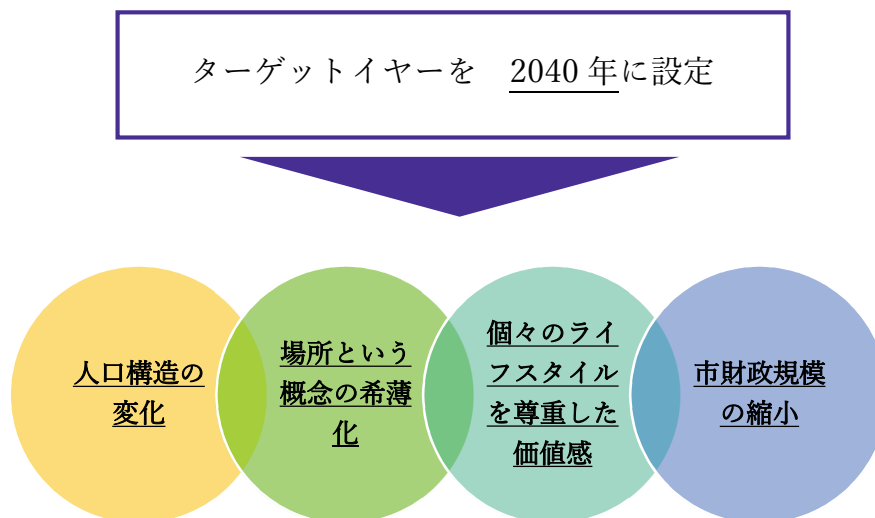 ターゲットイヤーを　2040 年に設定
人口構造の
変化
場所という
概念の希薄
化
個々のライ
フスタイル
を尊重した
価値感
市財政規模
の縮小